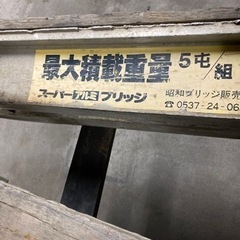 最大積載重量 5屯/組
スーパーアルミブリッジ
昭和ブリッジ販売
☎0537-24-06